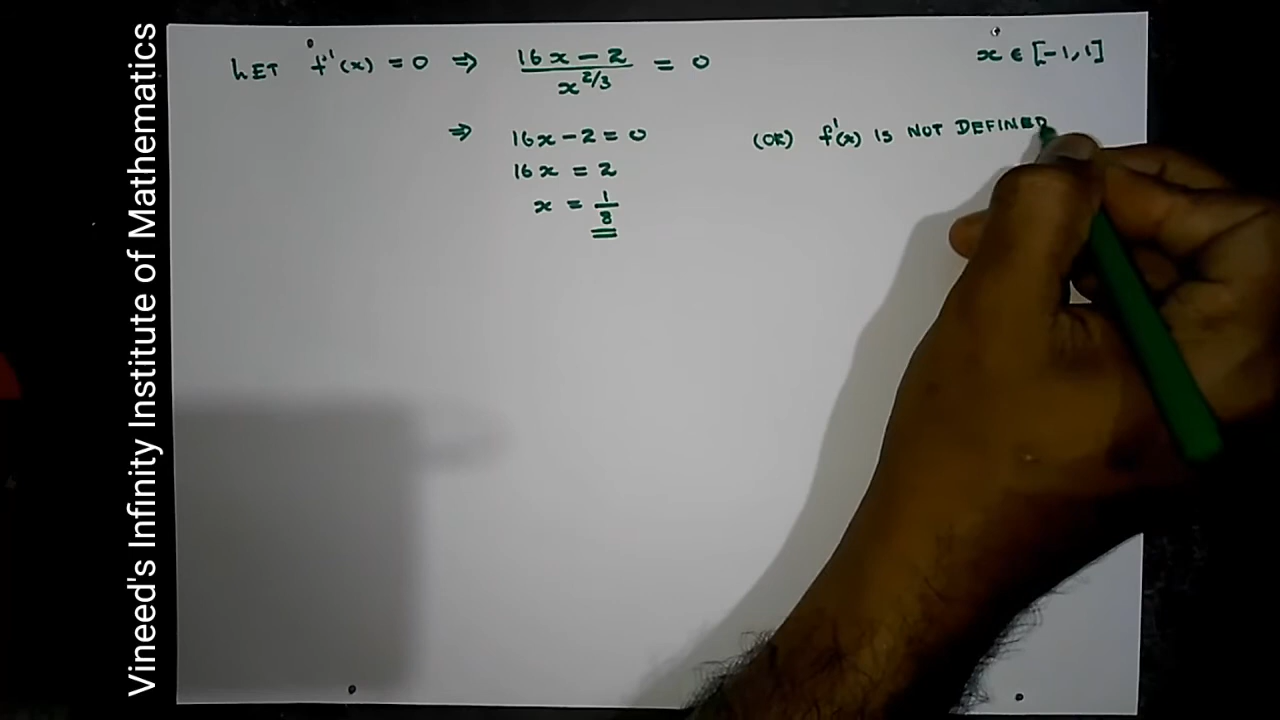 Vineed's Infinity Institute of Mathematics
LET f'(x) = 0 ⇒ 16x - 2 / x^2/3 = 0
x ∈ [-1, 1]
⇒ 16x - 2 = 0
(OR) f'(x) IS NOT DEFINED
16x = 2
x = 1/8